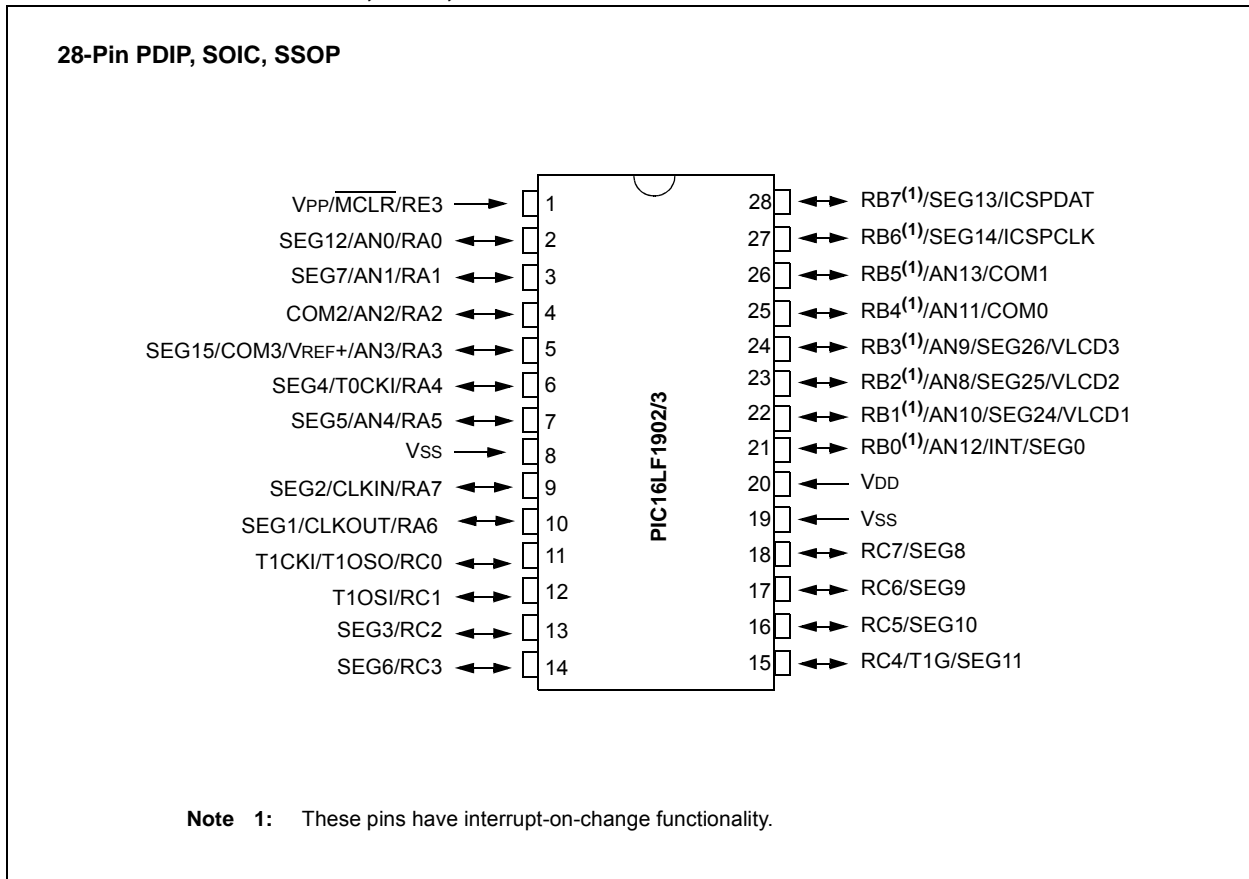 28-Pin PDIP, SOIC, SSOP
VPP/MCLR/RE3
1
28
RB7(1)/SEG13/ICSPDAT
SEG12/AN0/RA0
2
27
RB6(1)/SEG14/ICSPCLK
SEG7/AN1/RA1
3
26
RB5(1)/AN13/COM1
COM2/AN2/RA2
4
25
RB4(1)/AN11/COM0
SEG15/COM3/VREF+/AN3/RA3
5
24
RB3(1)/AN9/SEG26/VLCD3
SEG4/T0CKI/RA4
6
23
RB2(1)/AN8/SEG25/VLCD2
SEG5/AN4/RA5
7
22
RB1(1)/AN10/SEG24/VLCD1
VSS
8
21
RB0(1)/AN12/INT/SEG0
SEG2/CLKIN/RA7
9
20
VDD
SEG1/CLKOUT/RA6
10
19
VSS
T1CKI/T1OSO/RC0
11
18
RC7/SEG8
T1OSI/RC1
12
17
RC6/SEG9
SEG3/RC2
13
16
RC5/SEG10
SEG6/RC3
14
15
RC4/T1G/SEG11
PIC16LF1902/3
Note 1: These pins have interrupt-on-change functionality.